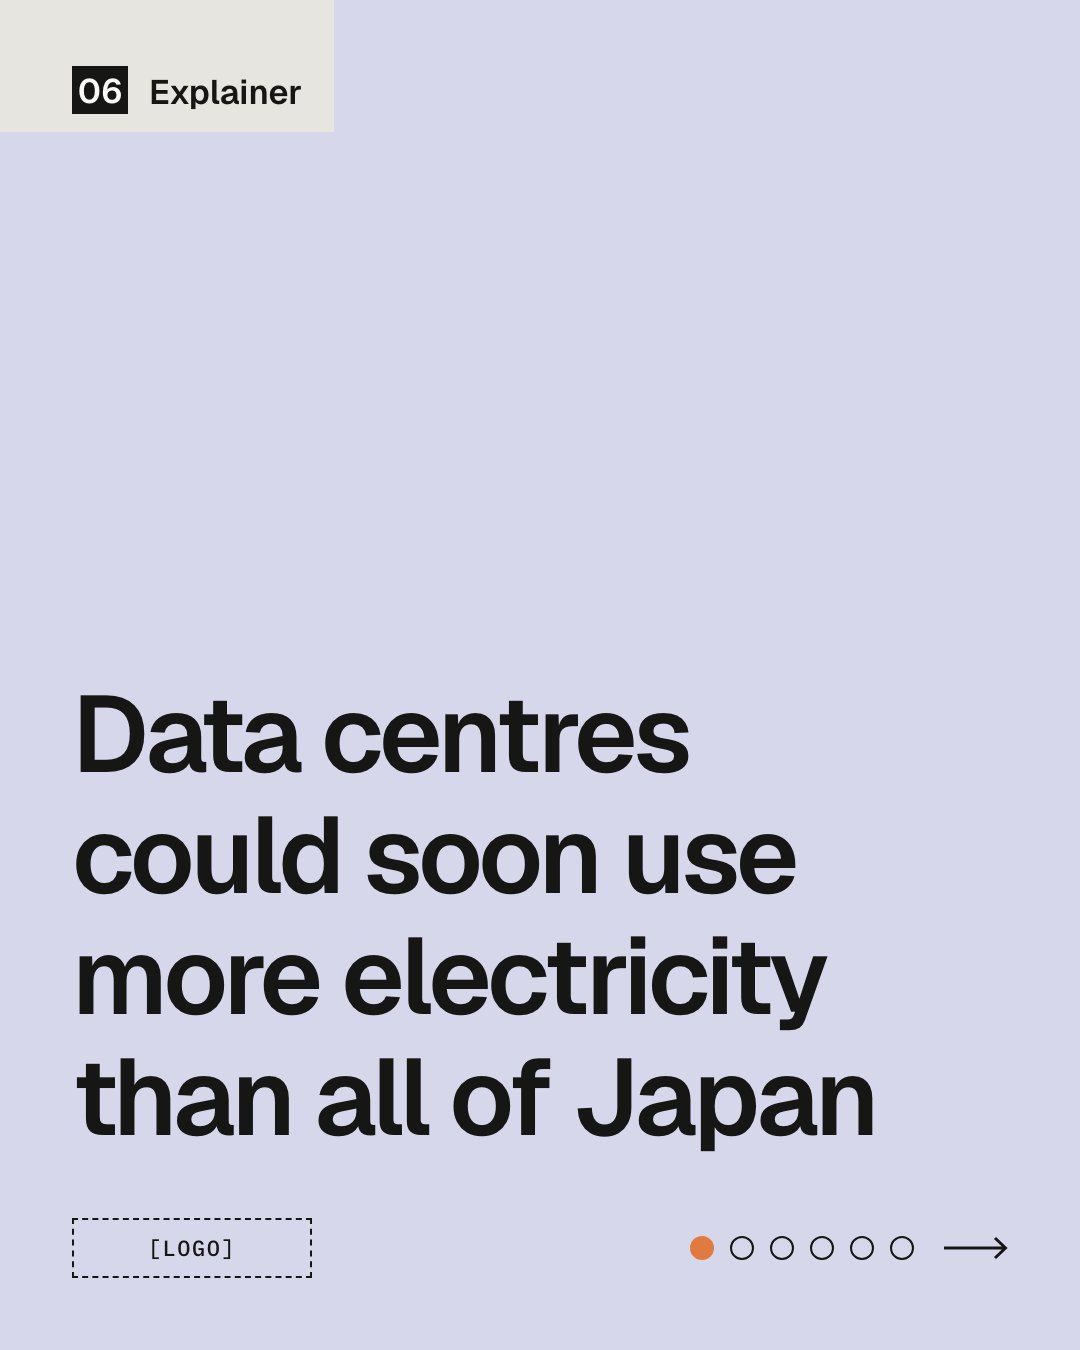 06 Explainer
Data centres
could soon use
more electricity
than all of Japan
[LOGO]